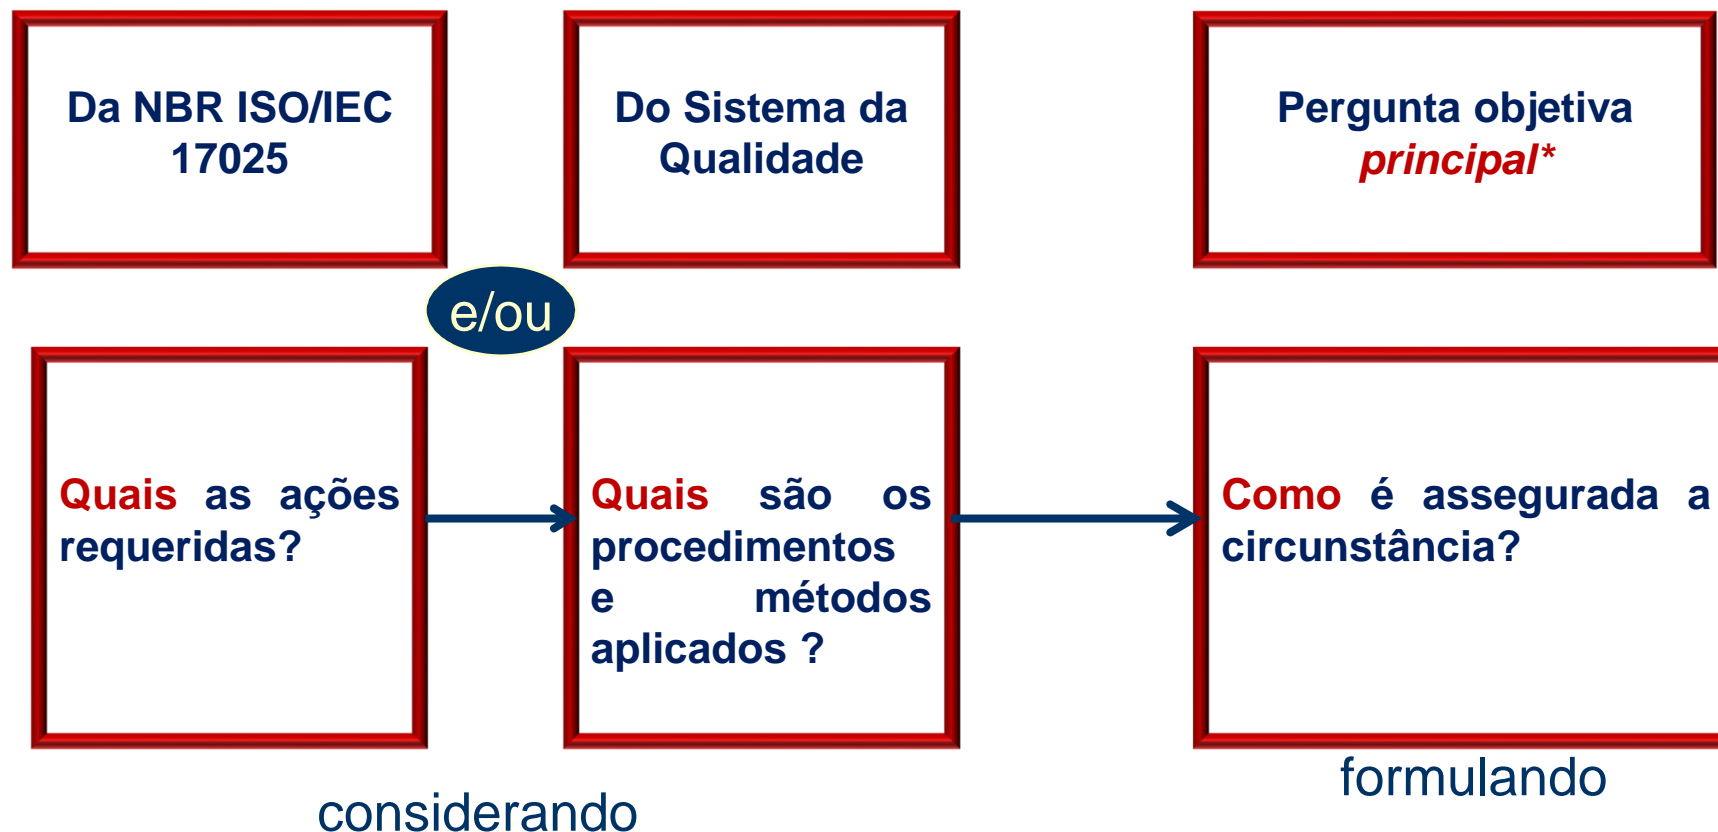 Da NBR ISO/IEC
17025
Do Sistema da
Qualidade
Pergunta objetiva
principal*
e/ou
Quais as ações
requeridas?
Quais são os
procedimentos
e métodos
aplicados ?
Como é assegurada a
circunstância?
considerando
formulando